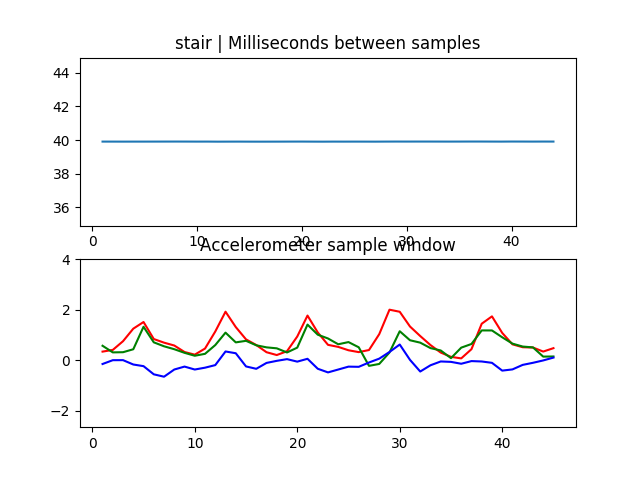 stair | Milliseconds between samples
44
42
40
38
36
0 10 20 30 40
Accelerometer sample window
4
2
0
−2
0 10 20 30 40